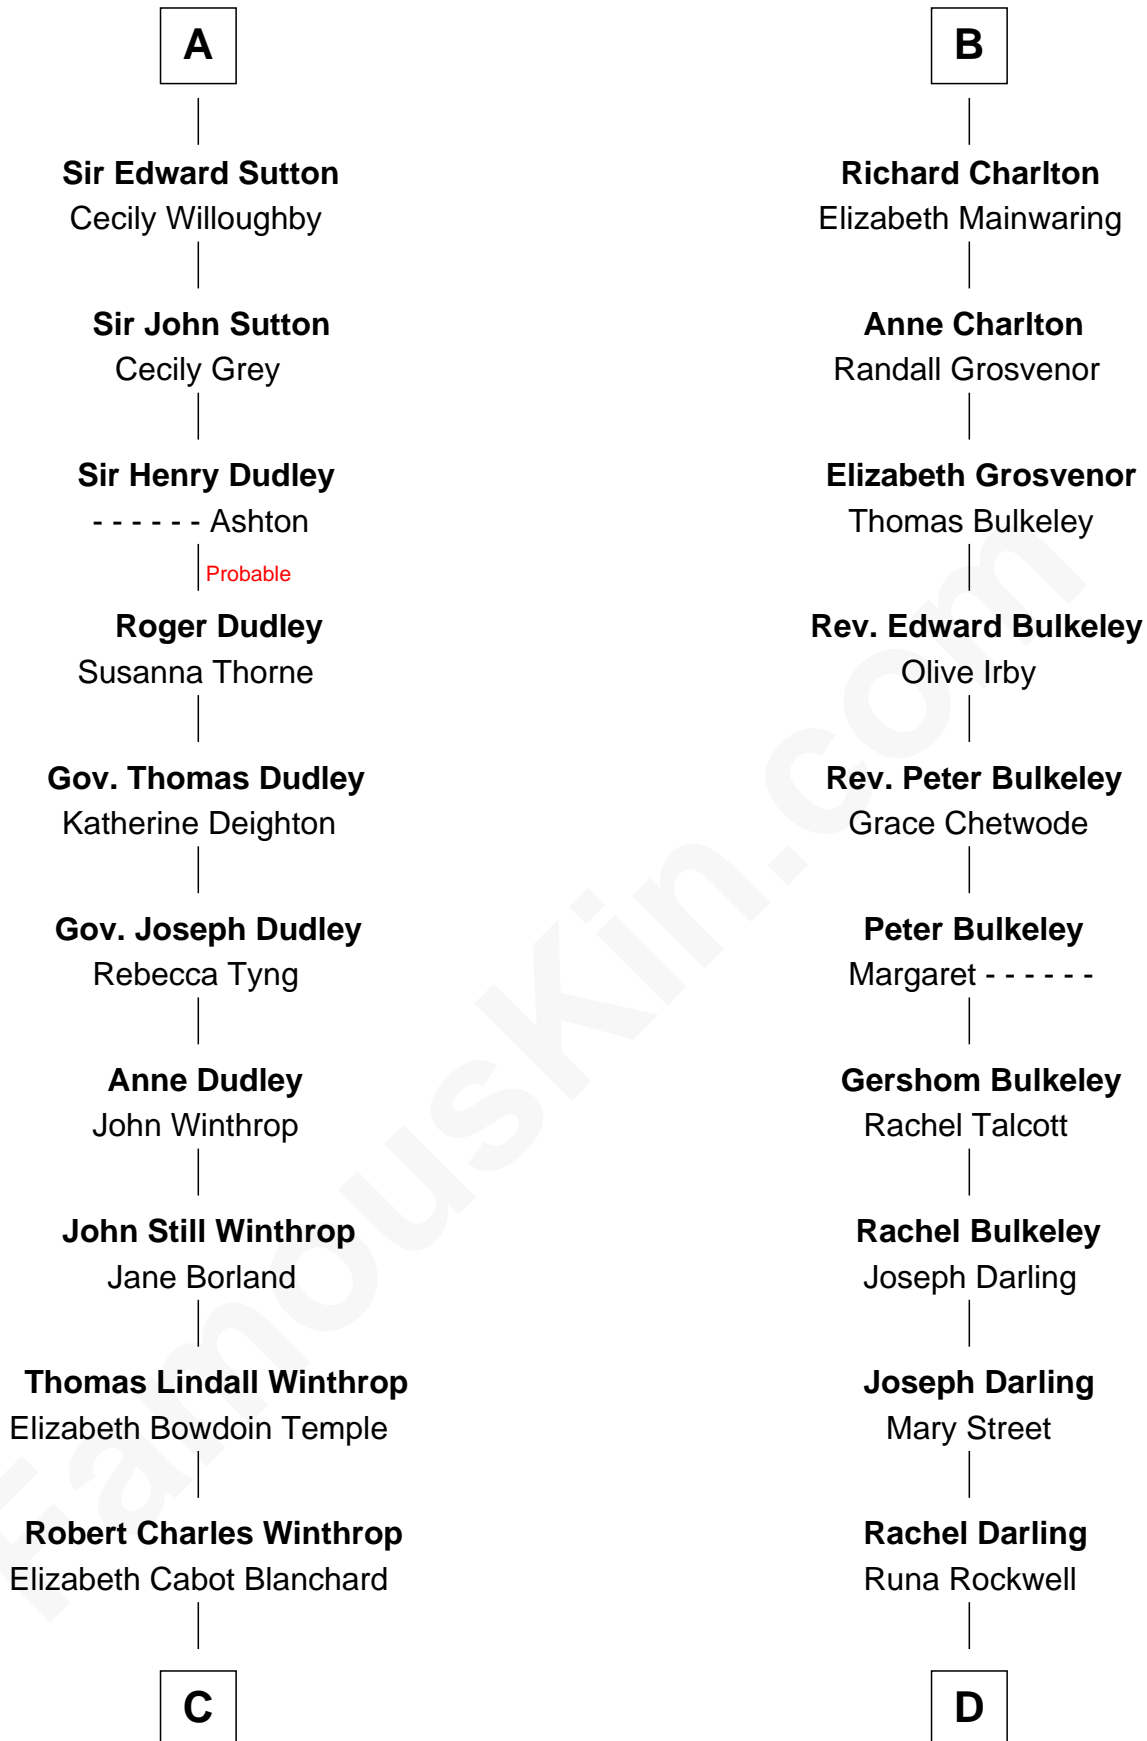 A
Sir Edward Sutton
Cecily Willoughby
Sir John Sutton
Cecily Grey
Sir Henry Dudley
- - - - - - Ashton
Probable
Roger Dudley
Susanna Thorne
Gov. Thomas Dudley
Katherine Deighton
Gov. Joseph Dudley
Rebecca Tyng
Anne Dudley
John Winthrop
John Still Winthrop
Jane Borland
Thomas Lindall Winthrop
Elizabeth Bowdoin Temple
Robert Charles Winthrop
Elizabeth Cabot Blanchard
C
B
Richard Charlton
Elizabeth Mainwaring
Anne Charlton
Randall Grosvenor
Elizabeth Grosvenor
Thomas Bulkeley
Rev. Edward Bulkeley
Olive Irby
Rev. Peter Bulkeley
Grace Chetwode
Peter Bulkeley
Margaret - - - - - -
Gershom Bulkeley
Rachel Talcott
Rachel Bulkeley
Joseph Darling
Joseph Darling
Mary Street
Rachel Darling
Runa Rockwell
D
FamousKin.com